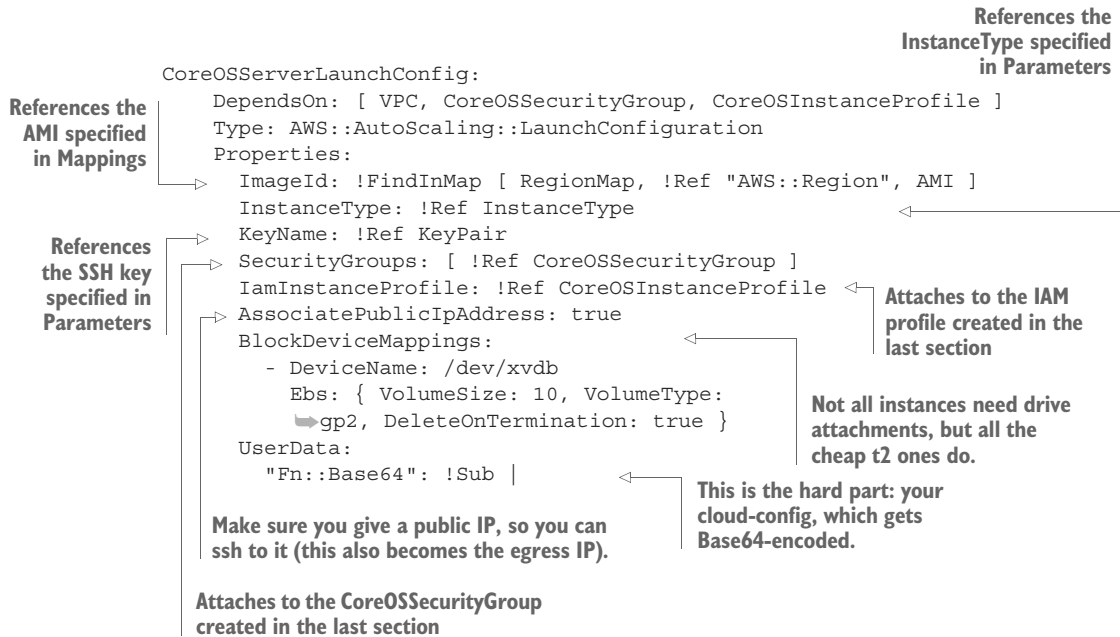 References the
InstanceType specified
in Parameters
CoreOSServerLaunchConfig:
DependsOn: [ VPC, CoreOSSecurityGroup, CoreOSInstanceProfile ]
Type: AWS::AutoScaling::LaunchConfiguration
Properties:
References the
AMI specified
in Mappings
ImageId: !FindInMap [ RegionMap, !Ref "AWS::Region", AMI ]
InstanceType: !Ref InstanceType
KeyName: !Ref KeyPair
References
the SSH key
specified in
Parameters
SecurityGroups: [ !Ref CoreOSSecurityGroup ]
IamInstanceProfile: !Ref CoreOSInstanceProfile
Attaches to the IAM
profile created in the
last section
AssociatePublicIpAddress: true
BlockDeviceMappings:
- DeviceName: /dev/xvdb
Ebs: { VolumeSize: 10, VolumeType:
➥gp2, DeleteOnTermination: true }
Not all instances need drive
attachments, but all the
cheap t2 ones do.
UserData:
"Fn::Base64": !Sub |
This is the hard part: your
cloud-config, which gets
Base64-encoded.
Make sure you give a public IP, so you can
ssh to it (this also becomes the egress IP).
Attaches to the CoreOSSecurityGroup
created in the last section